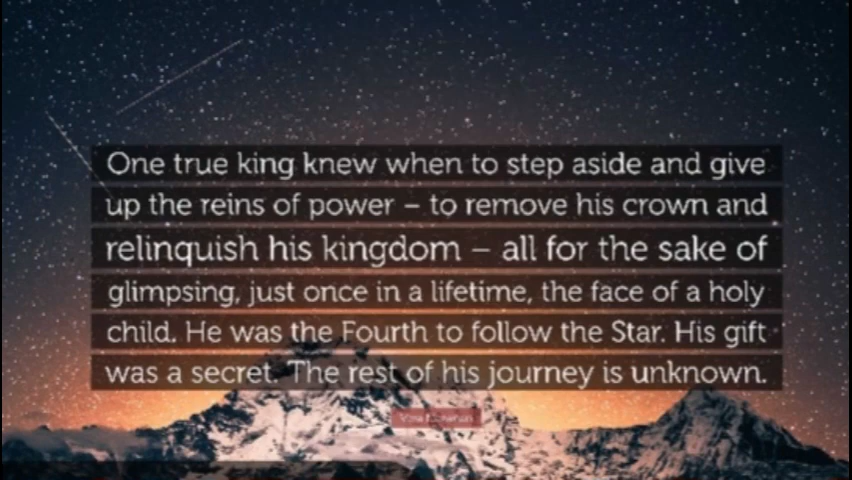 One true king knew when to step aside and give
up the reins of power – to remove his crown and
relinquish his kingdom – all for the sake of
glimpsing, just once in a lifetime, the face of a holy
child. He was the Fourth to follow the Star. His gift
was a secret. The rest of his journey is unknown.